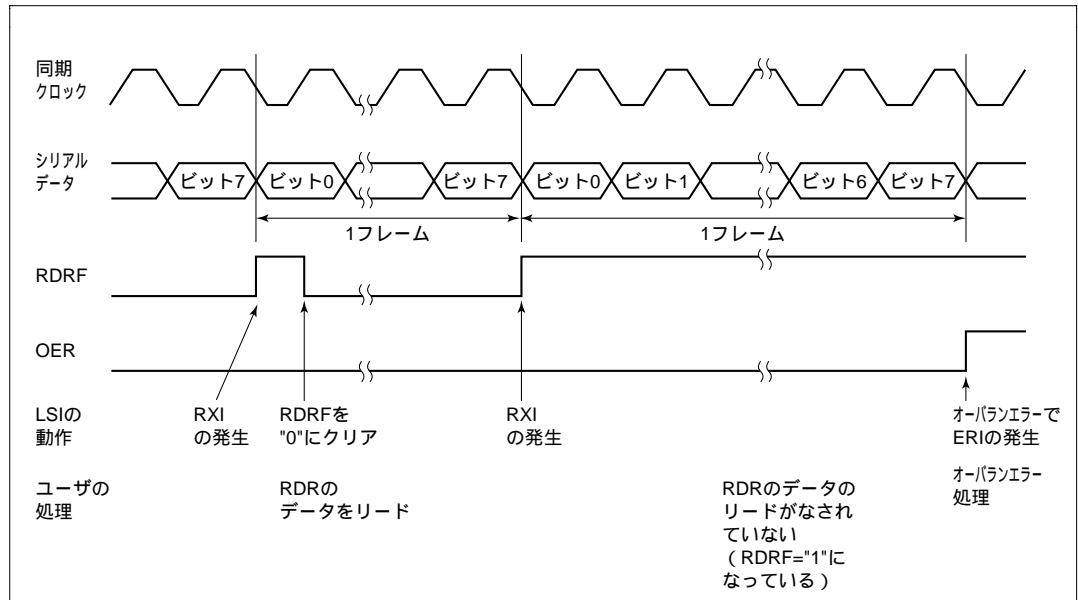 同期
クロック
シリアル
データ
ビット7
ビット0
ビット7
ビット0
ビット1
ビット6
ビット7
1フレーム
1フレーム
RDRF
OER
LSIの
動作
RXI
の発生
RDRFを
"0"にクリア
RXI
の発生
オーバランエラーで
ERIの発生
ユーザの
処理
RDRの
データをリード
RDRのデータの
リードがなされ
ていない
（RDRF="1"に
なっている）
オーバランエラー
処理